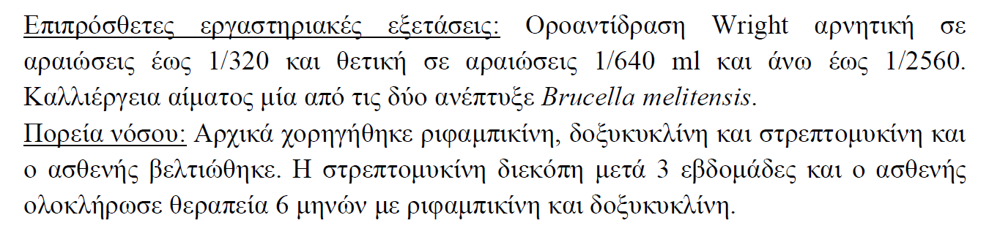 Επιπρόσθετες εργαστηριακές εξετάσεις: Οροαντίδραση Wright αρνητική σε
αραιώσεις έως 1/320 και θετική σε αραιώσεις 1/640 ml και άνω έως 1/2560.
Καλλιέργεια αίματος μία από τις δύο ανέπτυξε Brucella melitensis.
Πορεία νόσου: Αρχικά χορηγήθηκε ριφαμπικίνη, δοξυκυκλίνη και στρεπτομυκίνη και
ο ασθενής βελτιώθηκε. Η στρεπτομυκίνη διεκόπη μετά 3 εβδομάδες και ο ασθενής
ολοκλήρωσε θεραπεία 6 μηνών με ριφαμπικίνη και δοξυκυκλίνη.